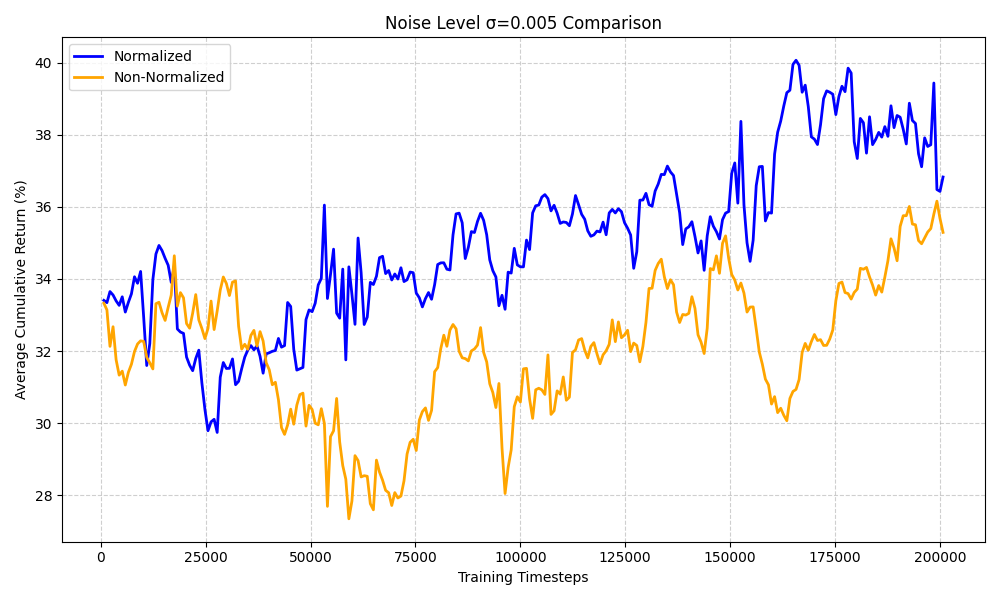 Noise Level σ=0.005 Comparison
Normalized
Non-Normalized
Average Cumulative Return (%)
40
38
36
34
32
30
28
0 25000 50000 75000 100000 125000 150000 175000 200000
Training Timesteps